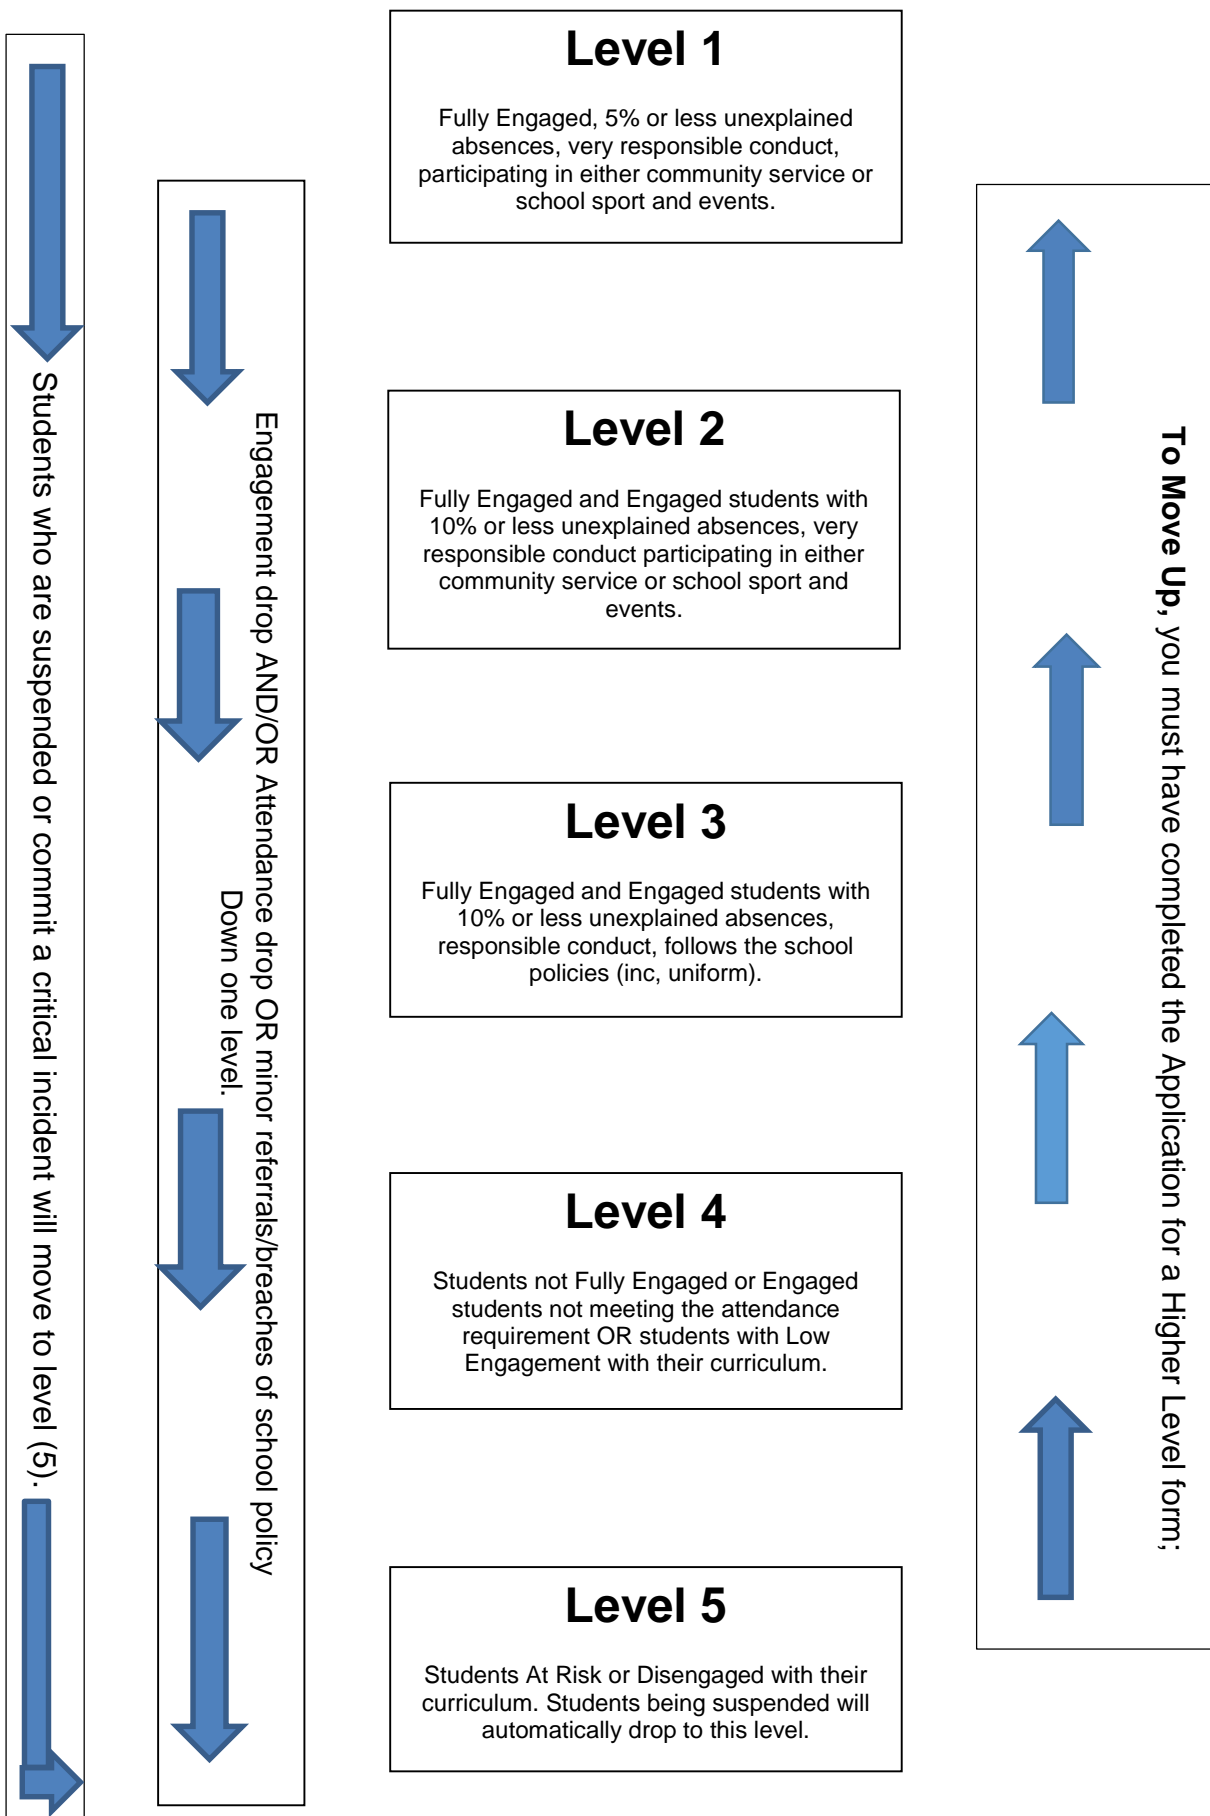 Students who are suspended or commit a critical incident will move to level (5).
Engagement drop AND/OR Attendance drop OR minor referrals/breaches of school policy
Down one level.
Level 1
Fully Engaged, 5% or less unexplained
absences, very responsible conduct,
participating in either community service or
school sport and events.
Level 2
Fully Engaged and Engaged students with
10% or less unexplained absences, very
responsible conduct participating in either
community service or school sport and
events.
Level 3
Fully Engaged and Engaged students with
10% or less unexplained absences,
responsible conduct, follows the school
policies (inc, uniform).
Level 4
Students not Fully Engaged or Engaged
students not meeting the attendance
requirement OR students with Low
Engagement with their curriculum.
Level 5
Students At Risk or Disengaged with their
curriculum. Students being suspended will
automatically drop to this level.
To Move Up, you must have completed the Application for a Higher Level form;